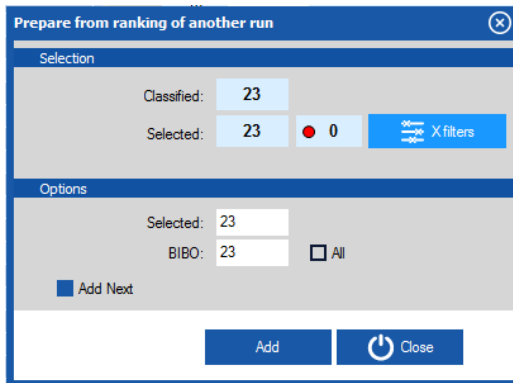 Prepare from ranking of another run
Selection
Classified: 23
Selected: 23 0 Xfilters
Options
Selected: 23
BIBO: 23 All
Add Next
Add Close